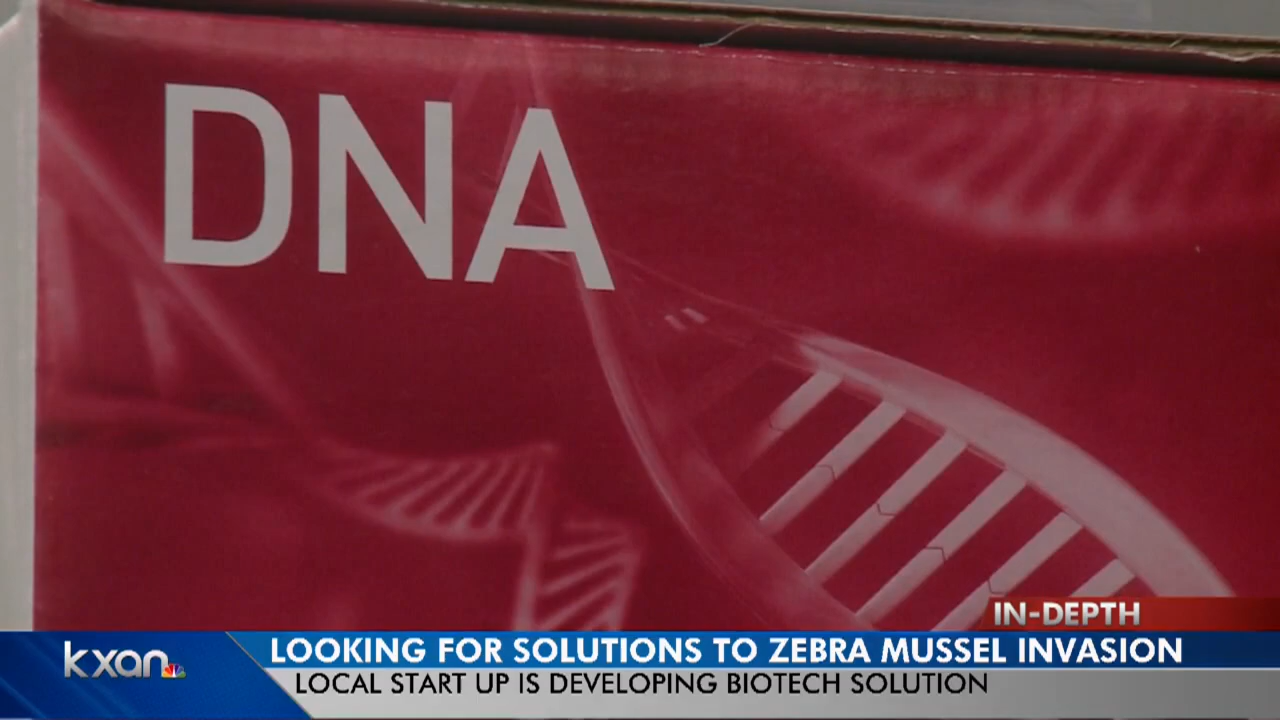 DNA
IN-DEPTH
kxan
LOOKING FOR SOLUTIONS TO ZEBRA MUSSEL INVASION
LOCAL START UP IS DEVELOPING BIOTECH SOLUTION